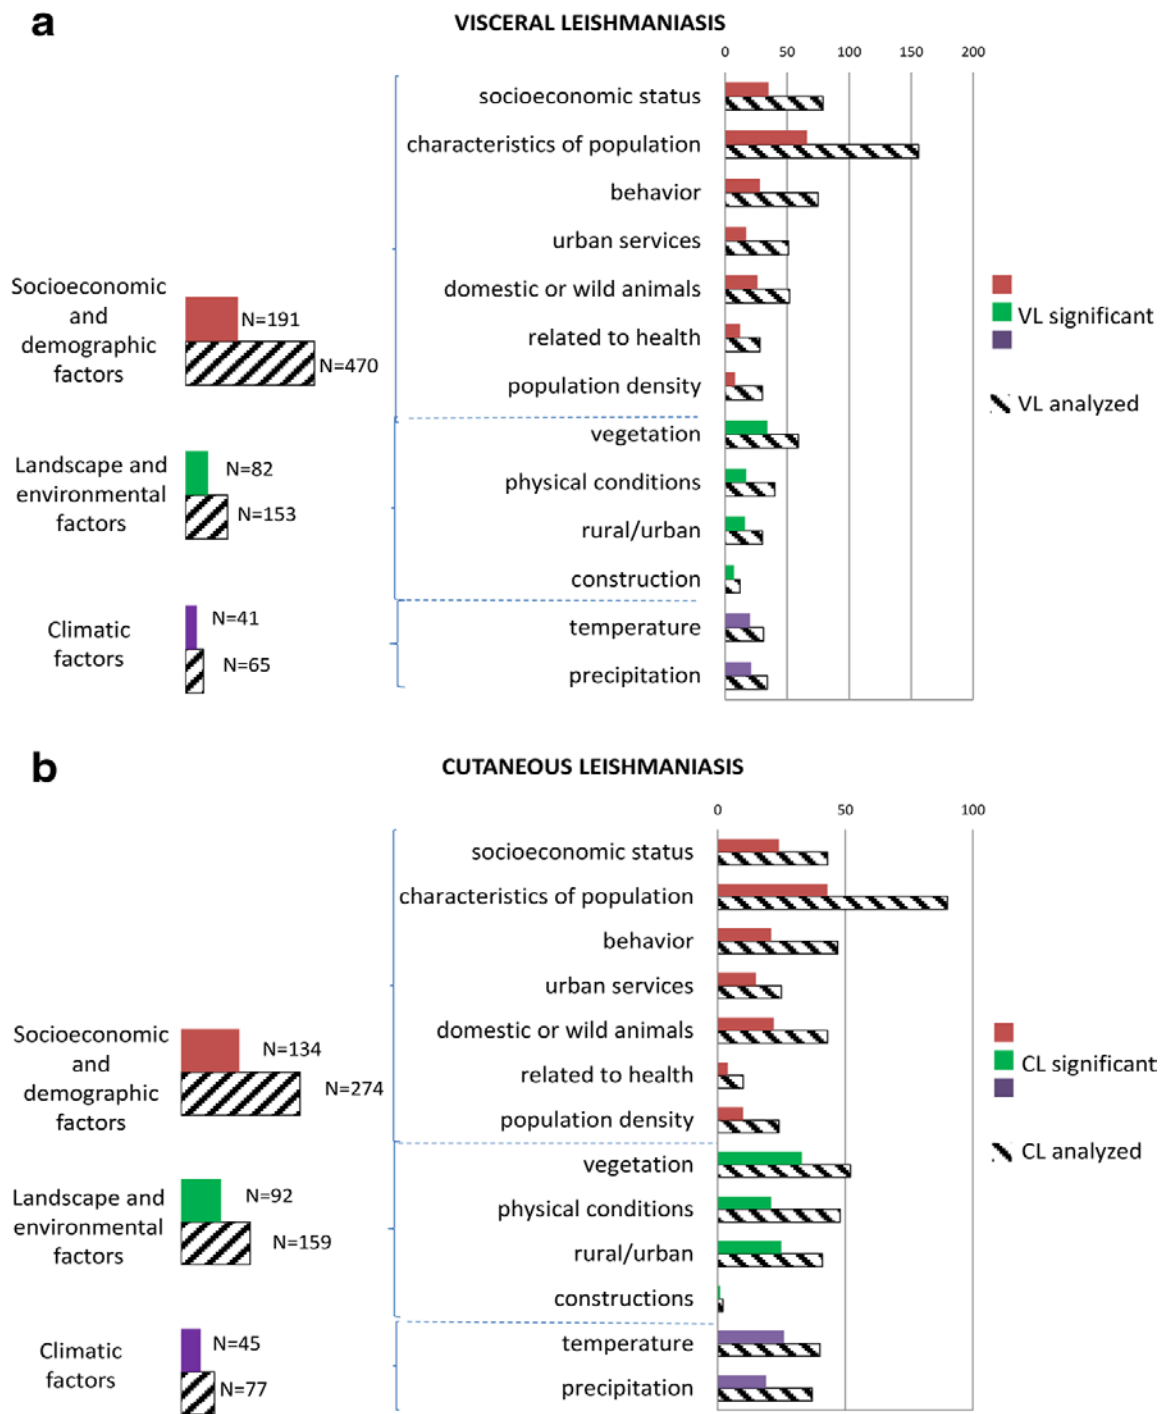 a
VISCERAL LEISHMANIASIS
0 50 100 150 200
socioeconomic status
characteristics of population
behavior
urban services
domestic or wild animals
related to health
population density
vegetation
physical conditions
rural/urban
construction
temperature
precipitation
Socioeconomic
and
demographic
factors
N=191
N=470
Landscape and
environmental
factors
N=82
N=153
Climatic
factors
N=41
N=65
VL significant
VL analyzed
b
CUTANEOUS LEISHMANIASIS
0 50 100
socioeconomic status
characteristics of population
behavior
urban services
domestic or wild animals
related to health
population density
vegetation
physical conditions
rural/urban
constructions
temperature
precipitation
Socioeconomic
and
demographic
factors
N=134
N=274
Landscape and
environmental
factors
N=92
N=159
Climatic
factors
N=45
N=77
CL significant
CL analyzed